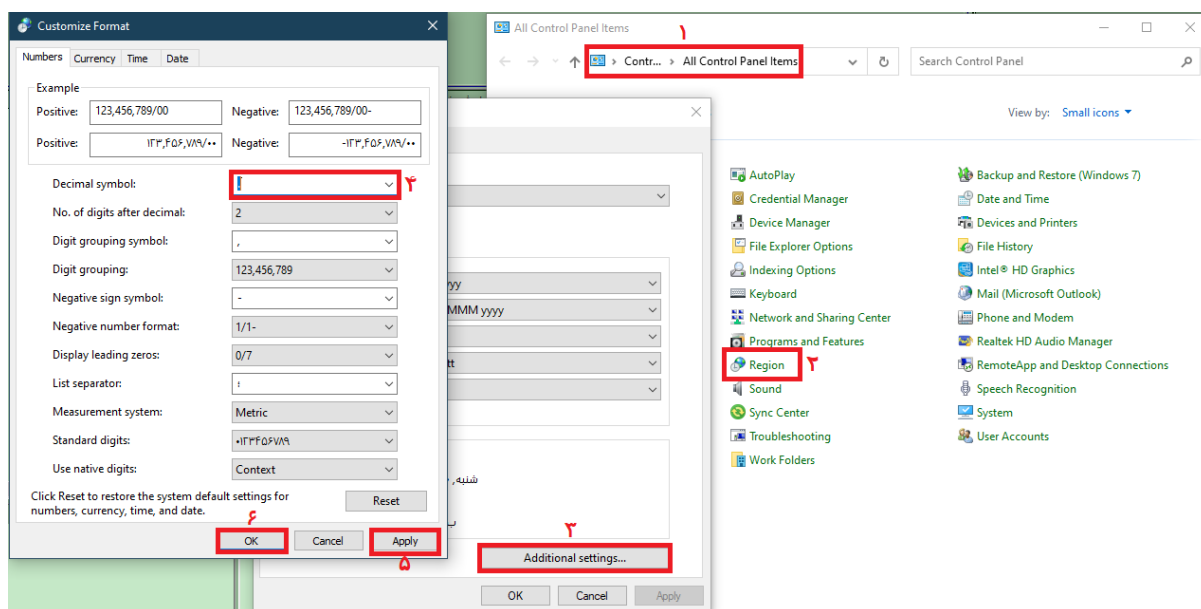 Customize Format
Numbers Currency Time Date
Example
Positive: 123,456,789/00 Negative: 123,456,789/00-
Positive: ۱۲۳,۴۵۶,۷۸۹/۰۰ Negative: -۱۲۳,۴۵۶,۷۸۹/۰۰
Decimal symbol: ۴
No. of digits after decimal: 2
Digit grouping symbol: ,
Digit grouping: 123,456,789
Negative sign symbol: -
Negative number format: 1/1-
Display leading zeros: 0/7
List separator: ؛
Measurement system: Metric
Standard digits: ۰۱۲۳۴۵۶۷۸۹
Use native digits: Context
Click Reset to restore the system default settings for
numbers, currency, time, and date.
Reset
۶
OK Cancel Apply
۵
yyy
MMM yyyy
tt
شنبه,
۳
Additional settings...
OK Cancel Apply
All Control Panel Items
۱
Contr... > All Control Panel Items
Search Control Panel
View by: Small icons
AutoPlay
Credential Manager
Device Manager
File Explorer Options
Indexing Options
Keyboard
Network and Sharing Center
Programs and Features
Region ۲
Sound
Sync Center
Troubleshooting
Work Folders
Backup and Restore (Windows 7)
Date and Time
Devices and Printers
File History
Intel® HD Graphics
Mail (Microsoft Outlook)
Phone and Modem
Realtek HD Audio Manager
RemoteApp and Desktop Connections
Speech Recognition
System
User Accounts